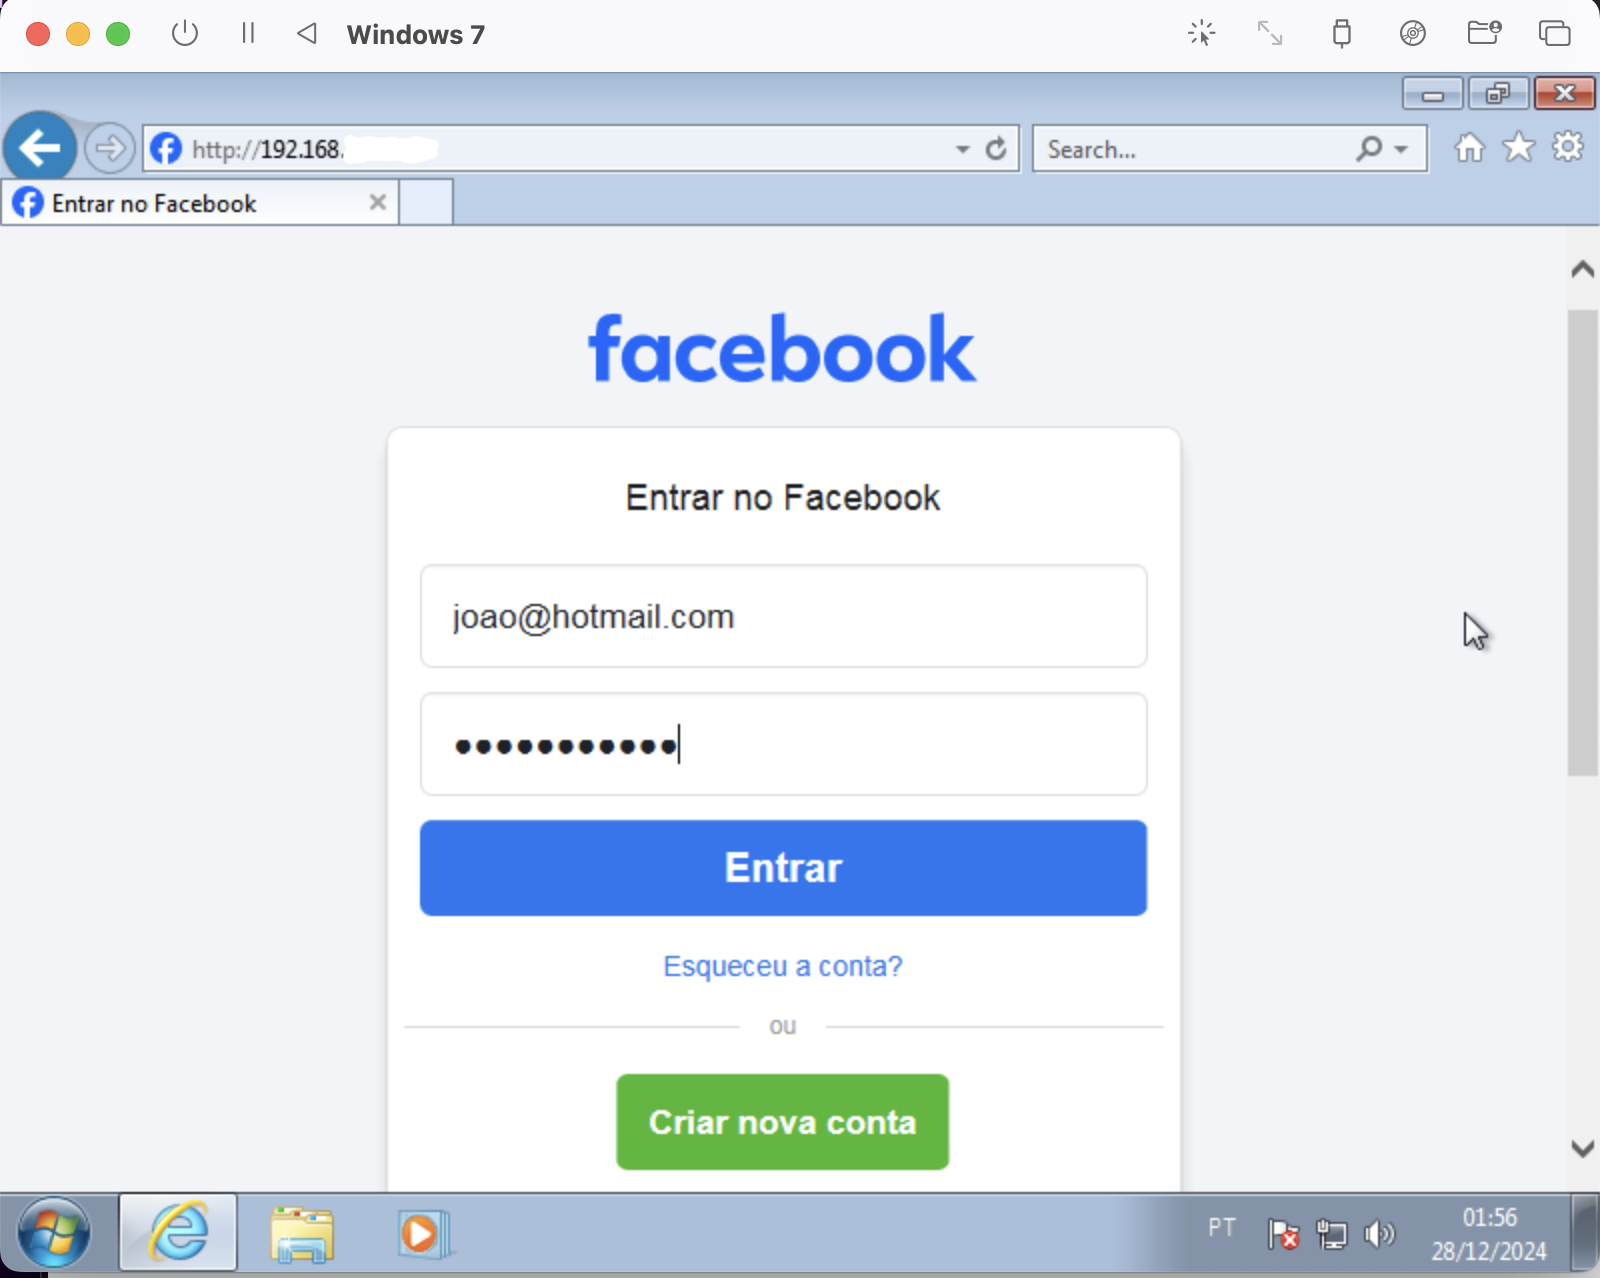 Windows 7
http://192.168.
Search...
Entrar no Facebook
facebook
Entrar no Facebook
joao@hotmail.com
•••••••••••
Entrar
Esqueceu a conta?
ou
Criar nova conta
PT
01:56
28/12/2024